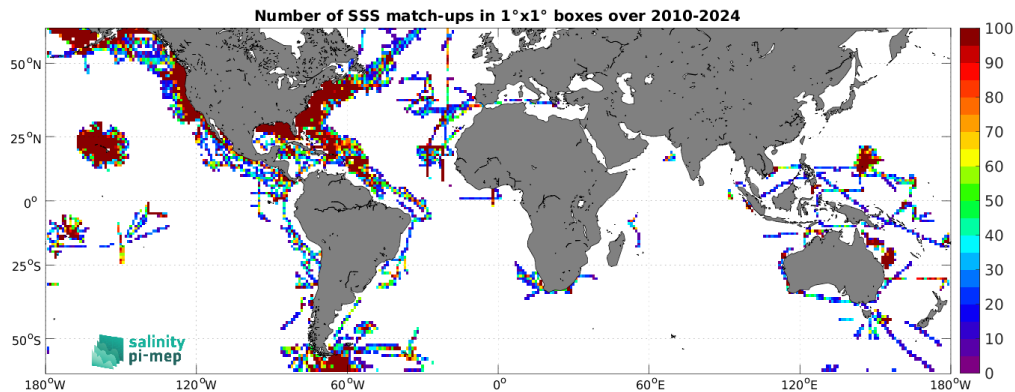 Number of SSS match-ups in 1°x1° boxes over 2010-2024
50°N
25°N
0°
25°S
50°S
180°W
120°W
60°W
0°
60°E
120°E
180°W
100
90
80
70
60
50
40
30
20
10
0
salinity
pi-mep